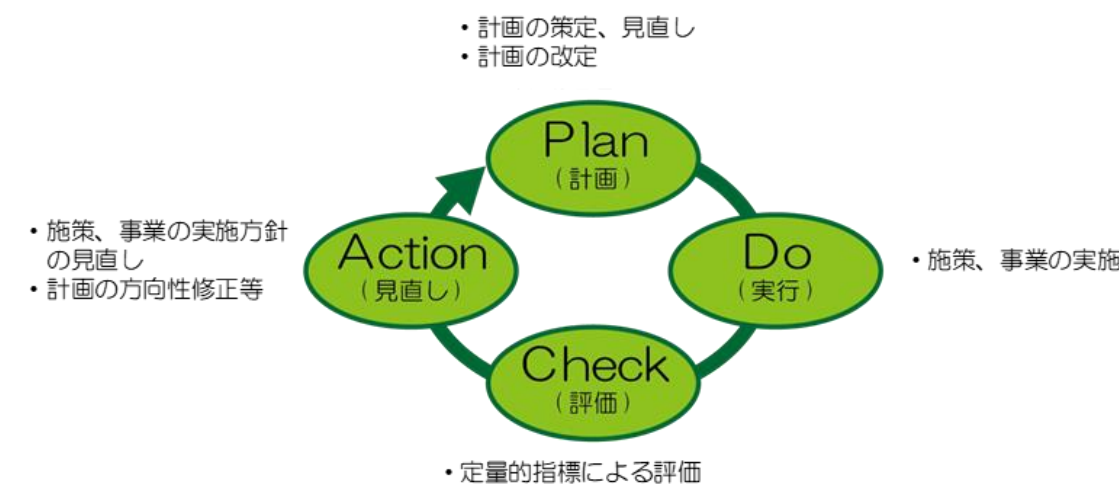 ・計画の策定、見直し
・計画の改定
Plan
(計画)
・施策、事業の実施方針
の見直し
・計画の方向性修正等
Action
(見直し)
Do
(実行)
・施策、事業の実施
Check
(評価)
・定量的指標による評価